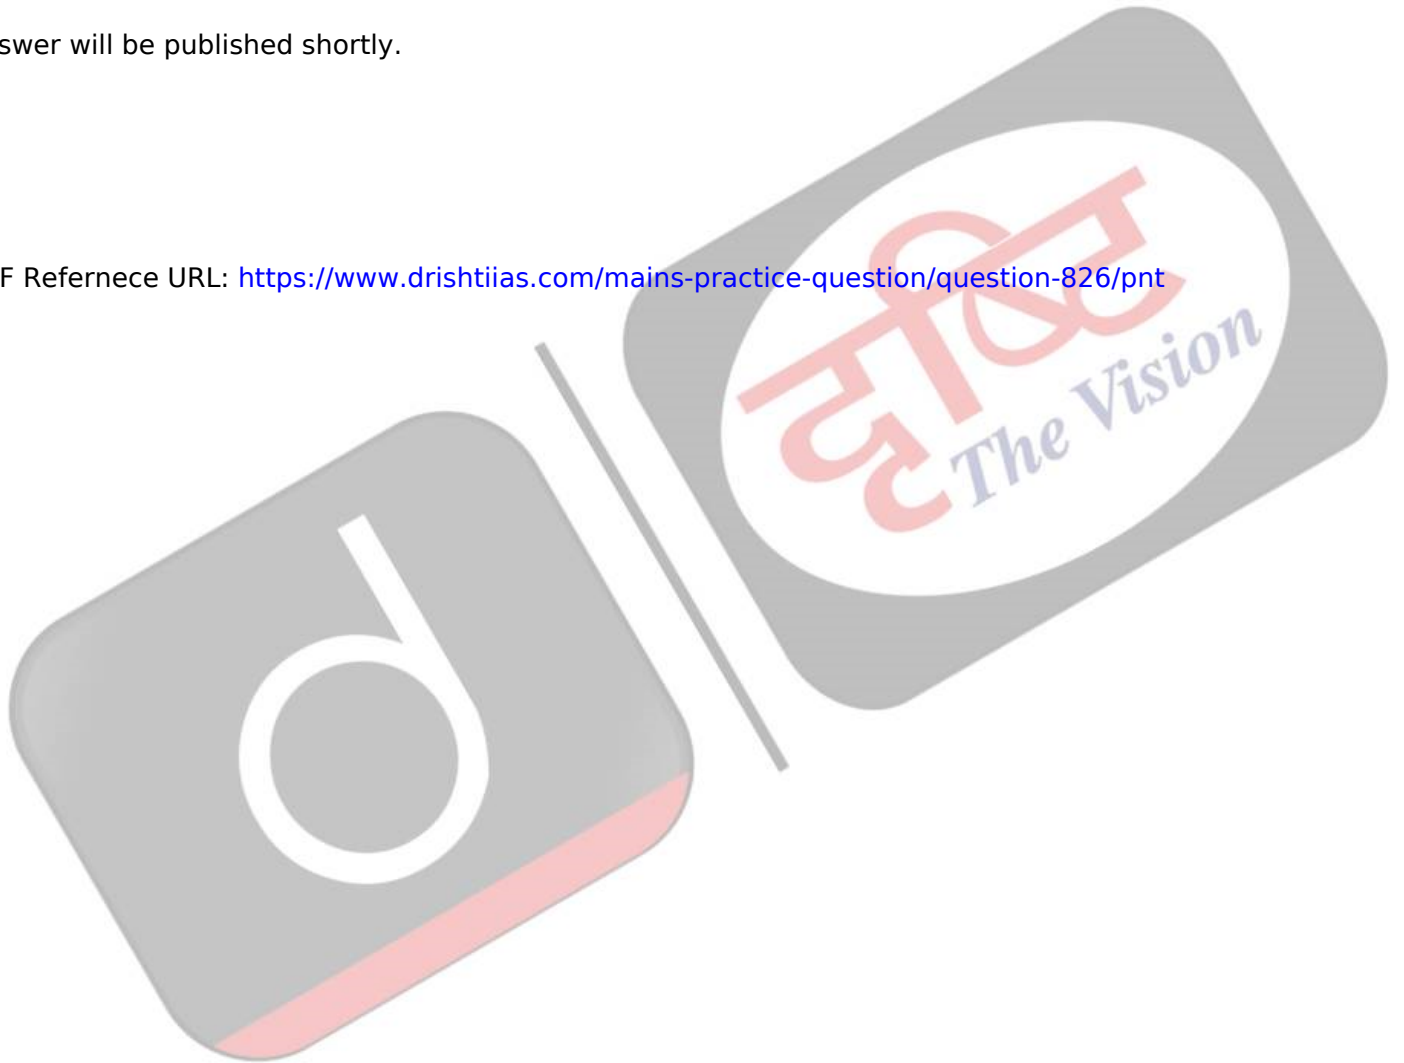 swer will be published shortly.
F Refernece URL: https://www.drishtiias.com/mains-practice-question/question-826/pnt
दृष्टि
The Vision
d